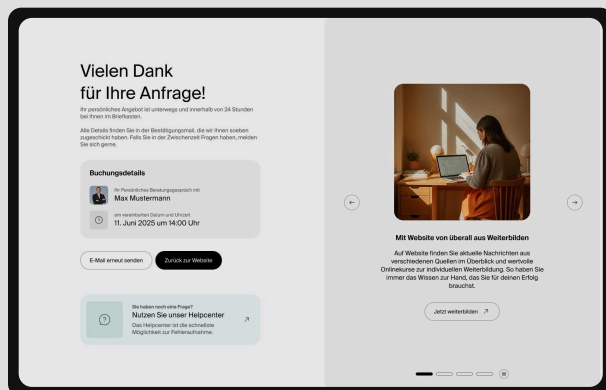 Vielen Dank
für Ihre Anfrage!
Ihr persönliches Angebot ist unterwegs und innerhalb von 24 Stunden
bei Ihnen im Briefkasten.
Alle Details finden Sie in der Bestätigungsmail, die wir Ihnen soeben
zugeschickt haben. Falls Sie in der Zwischenzeit Fragen haben, melden
Sie sich gerne.
Buchungsdetails
Ihr Persönliches Beratungsgespräch mit
Max Mustermann
am vereinbarten Datum und Uhrzeit
11. Juni 2025 um 14:00 Uhr
E-Mail erneut senden
Zurück zur Website
Sie haben noch eine Frage?
Nutzen Sie unser Helpcenter
Das Helpcenter ist die schnellste
Möglichkeit zur Fehleraufnahme.
Mit Website von überall aus Weiterbilden
Auf Website finden Sie aktuelle Nachrichten aus
verschiedenen Quellen im Überblick und wertvolle
Onlinekurse zur individuellen Weiterbildung. So haben Sie
immer das Wissen zur Hand, das Sie für deinen Erfolg
brauchst.
Jetzt weiterbilden